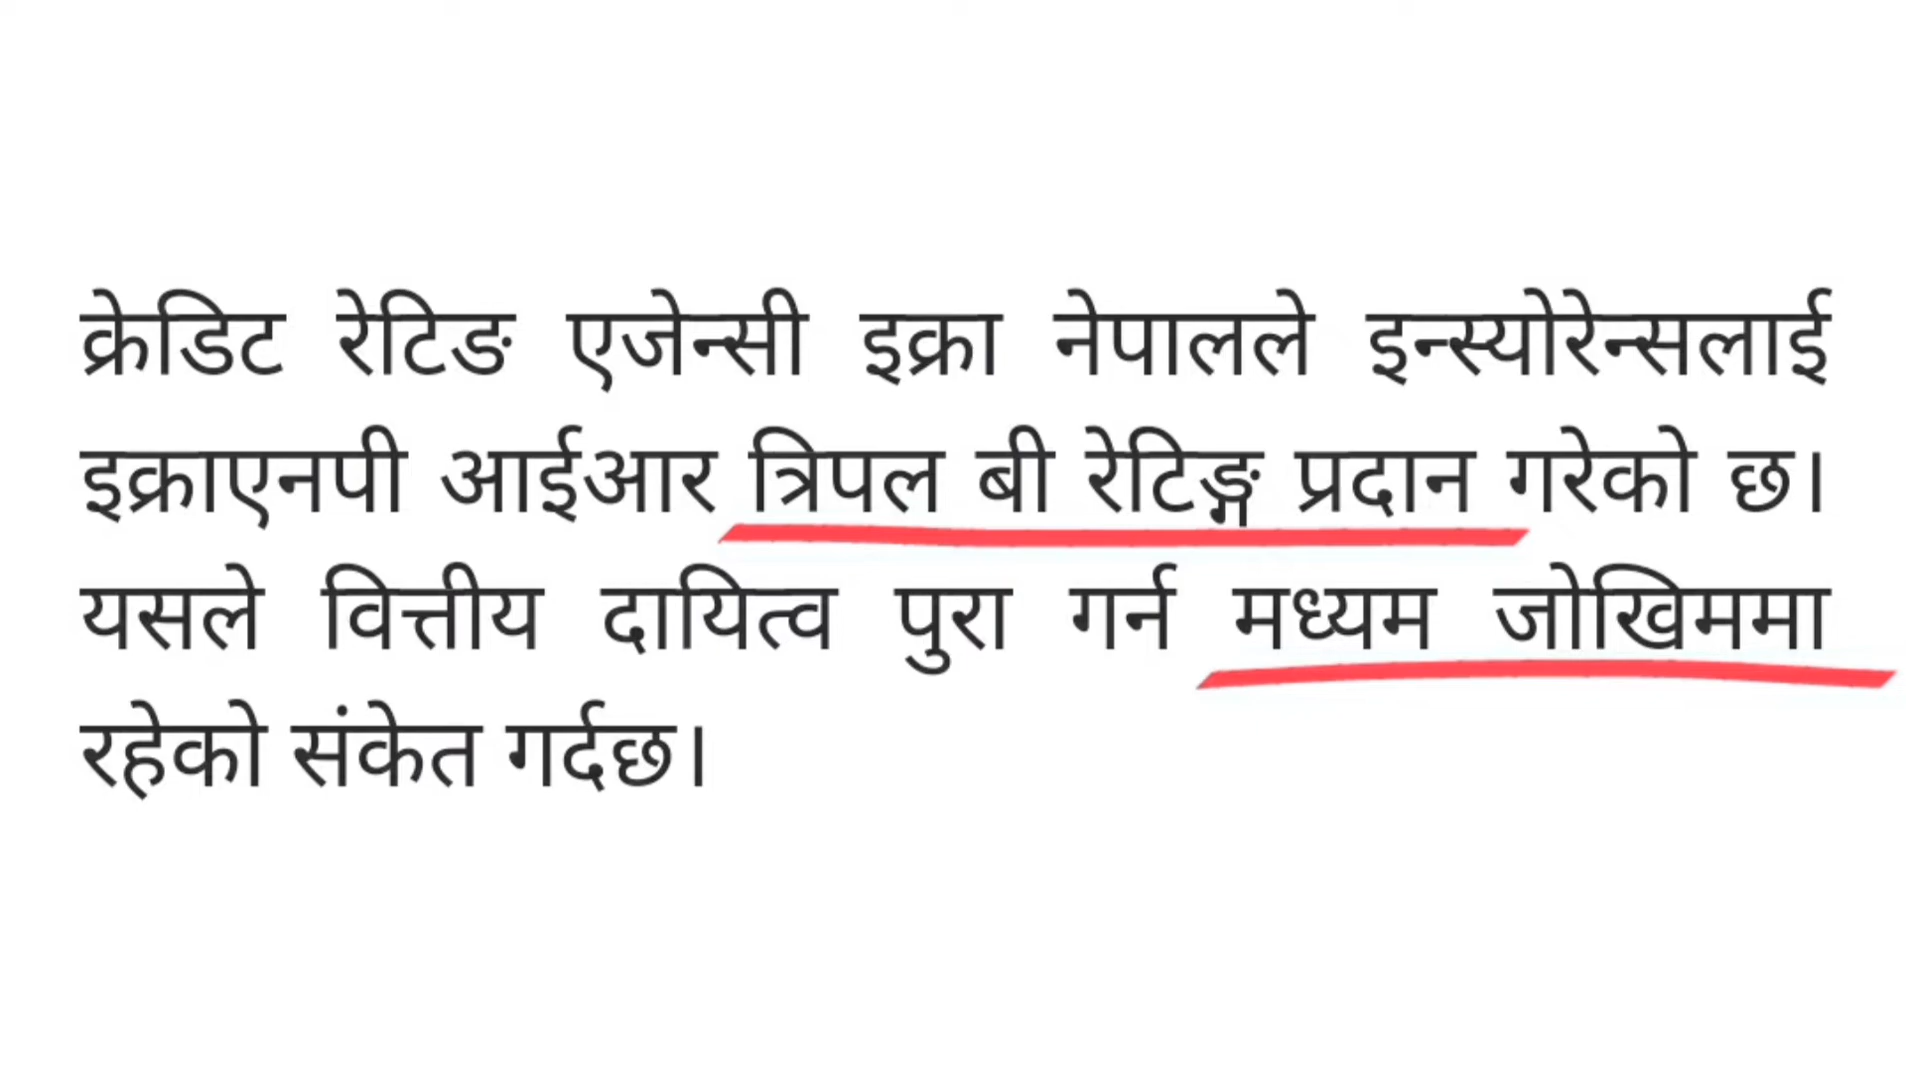 क्रेडिट रेटिङ एजेन्सी इक्रा नेपालले इन्स्योरेन्सलाई
इक्राएनपी आईआर त्रिपल बी रेटिङ्ग प्रदान गरेको छ।
यसले वित्तीय दायित्व पुरा गर्न मध्यम जोखिममा
रहेको संकेत गर्दछ।